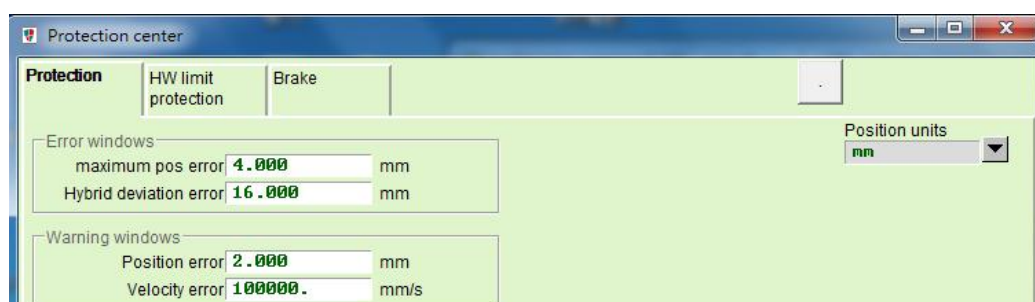 Protection center
Protection
HW limit
protection
Brake
.
Position units
mm
Error windows
maximum pos error 4.000 mm
Hybrid deviation error 16.000 mm
Warning windows
Position error 2.000 mm
Velocity error 100000. mm/s